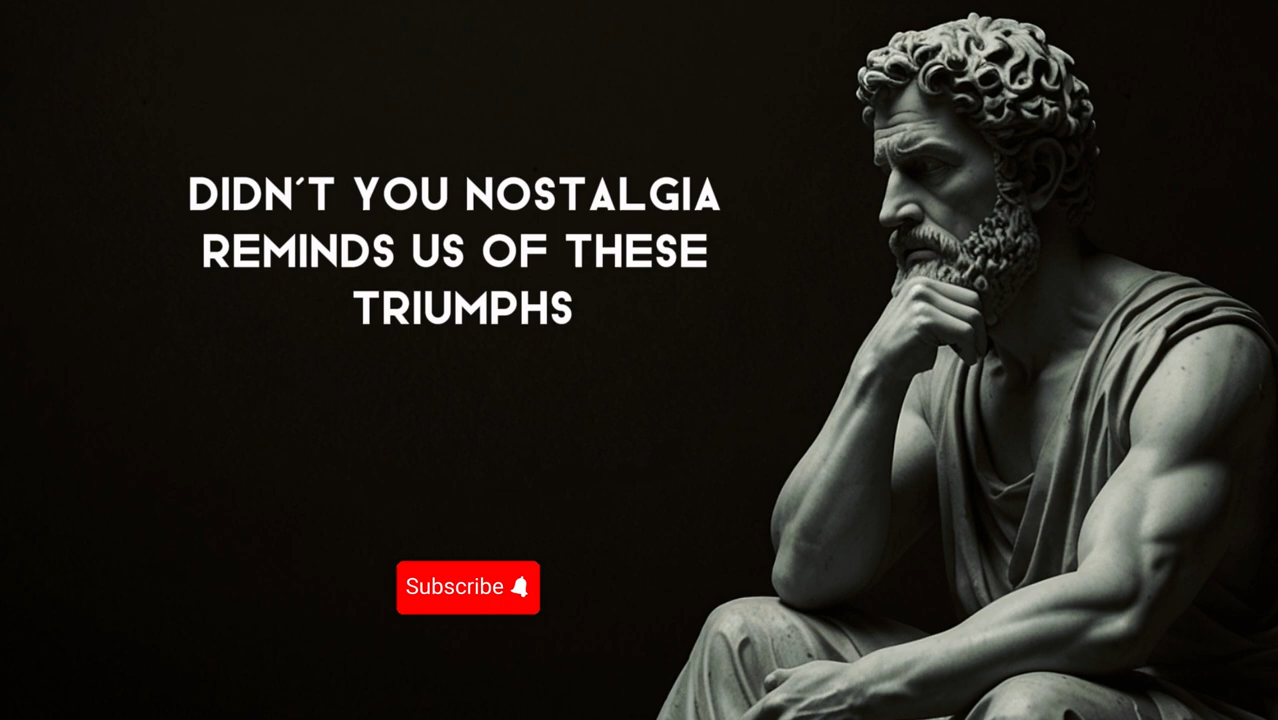 DIDN´T YOU NOSTALGIA
REMINDS US OF THESE
TRIUMPHS
Subscribe